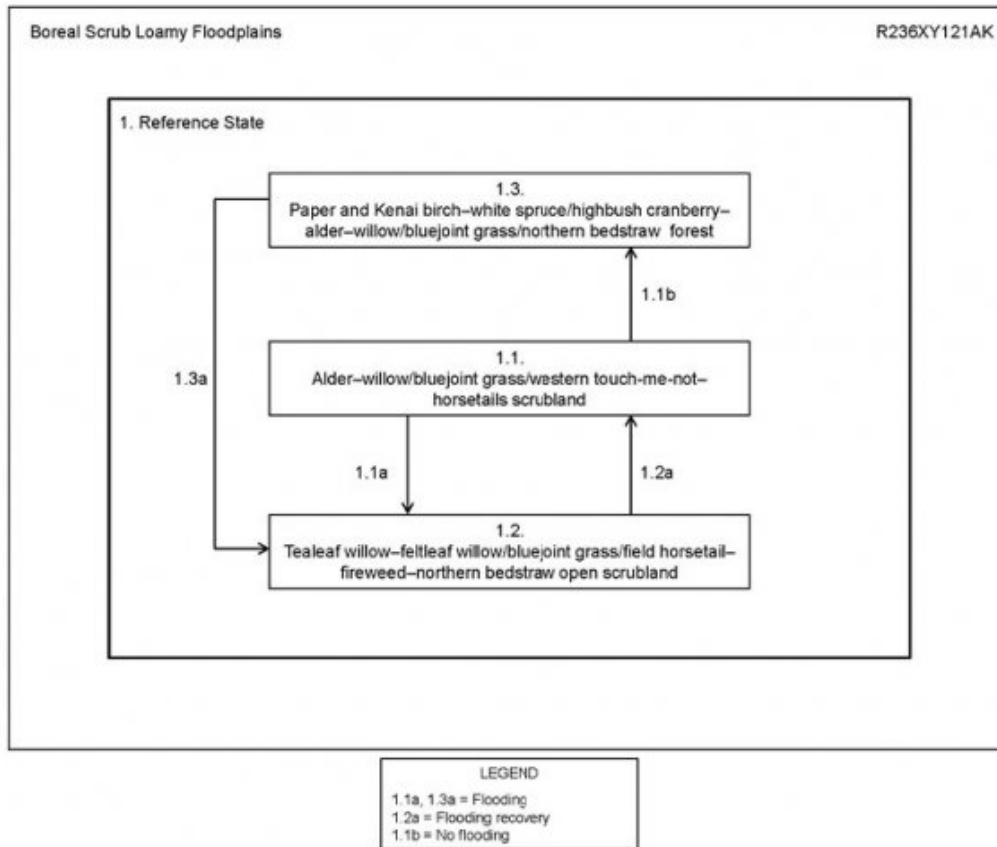 Boreal Scrub Loamy Floodplains
R236XY121AK
1. Reference State
1.3.
Paper and Kenai birch–white spruce/highbush cranberry–
alder–willow/bluejoint grass/northern bedstraw forest
1.1b
1.3a
1.1.
Alder–willow/bluejoint grass/western touch-me-not–
horsetails scrubland
1.1a
1.2a
1.2.
Tealeaf willow–feltleaf willow/bluejoint grass/field horsetail–
fireweed–northern bedstraw open scrubland
LEGEND
1.1a, 1.3a = Flooding
1.2a = Flooding recovery
1.1b = No flooding